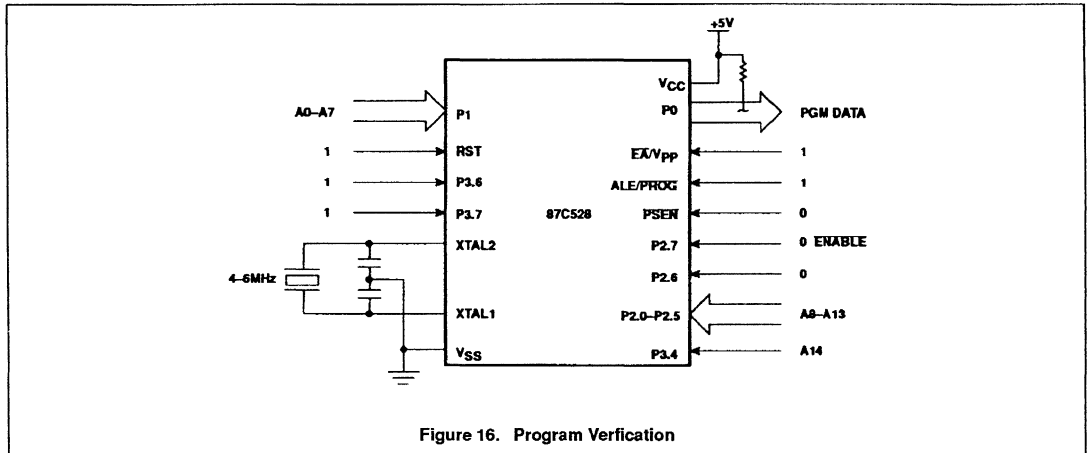 +5V
VCC
A0–A7
P1
P0
PGM DATA
1
RST
EA/VPP
1
1
P3.6
ALE/PROG
1
1
P3.7
87C528
PSEN
0
XTAL2
P2.7
0 ENABLE
4–6MHz
P2.6
0
XTAL1
P2.0–P2.5
A8–A13
VSS
P3.4
A14
Figure 16. Program Verfication